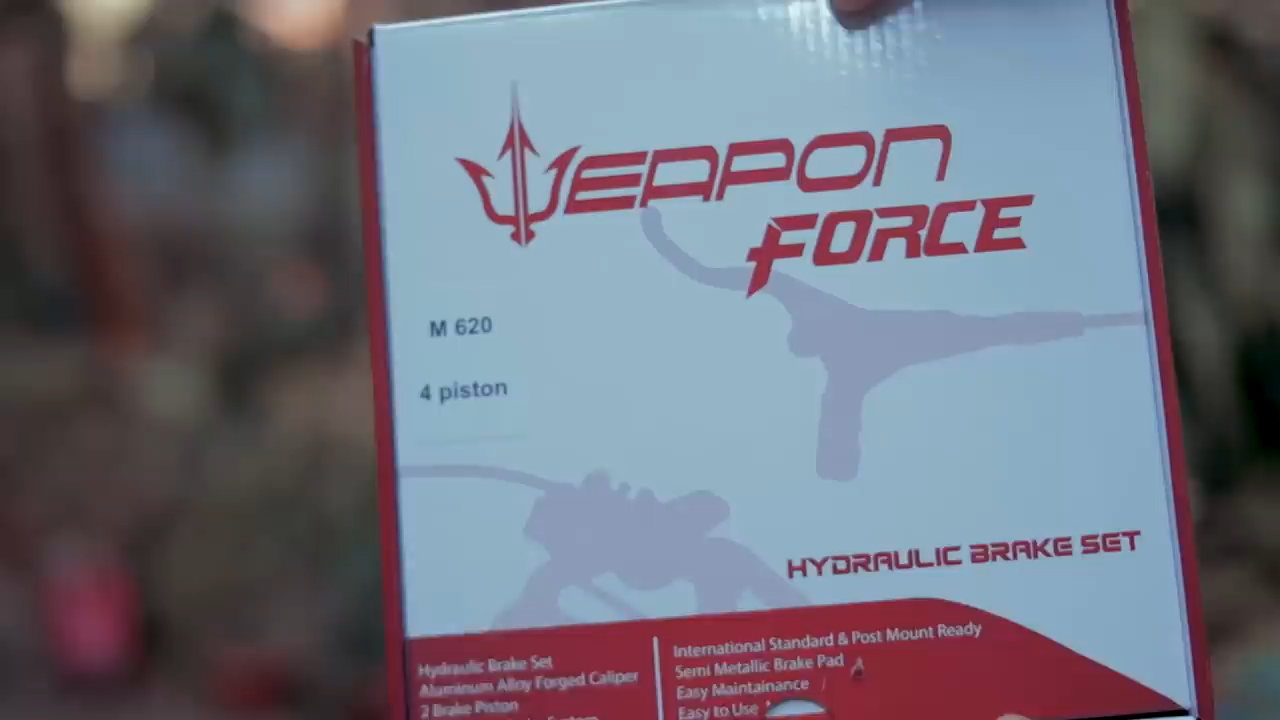 WEAPON
FORCE
M 620
4 piston
HYDRAULIC BRAKE SET
Hydraulic Brake Set
Aluminum Alloy Forged Caliper
2 Brake Piston
International Standard & Post Mount Ready
Semi Metallic Brake Pad
Easy Maintainance
Easy to Use